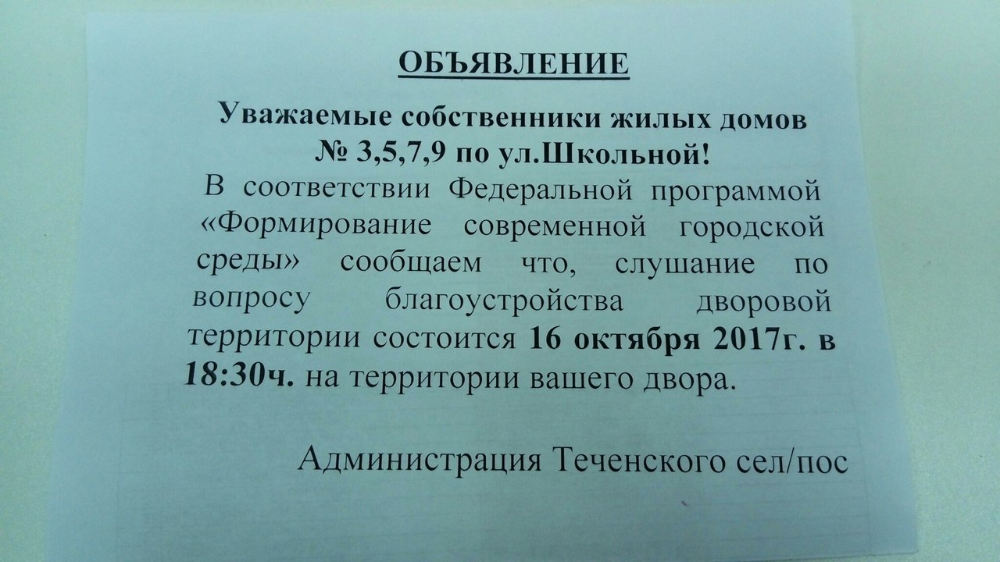 ОБЪЯВЛЕНИЕ
Уважаемые собственники жилых домов
№ 3,5,7,9 по ул.Школьной!
В соответствии Федеральной программой
«Формирование современной городской
среды» сообщаем что, слушание по
вопросу благоустройства дворовой
территории состоится 16 октября 2017г. в
18:30ч. на территории вашего двора.
Администрация Теченского сел/пос